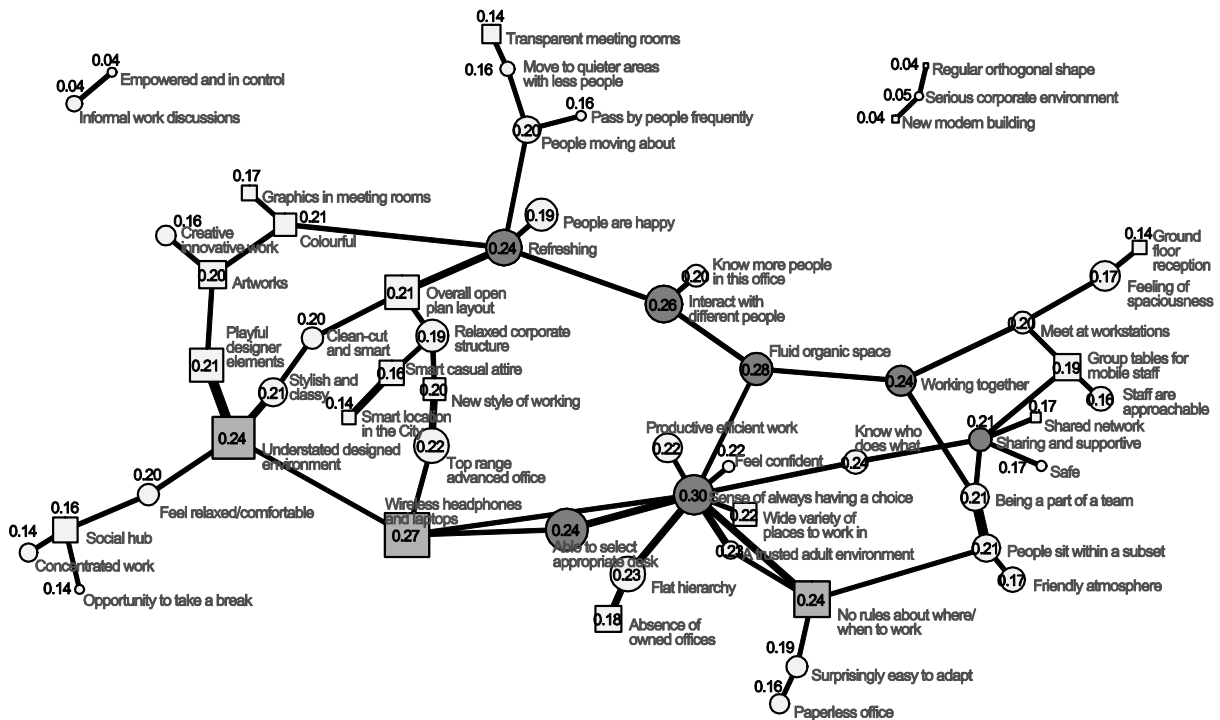 0.14
Transparent meeting rooms
0.04
Empowered and in control
0.04
Informal work discussions
0.16
Move to quieter areas
with less people
0.16
Pass by people frequently
0.20
People moving about
0.04
Regular orthogonal shape
0.05
Serious corporate environment
0.04
New modern building
0.17
Graphics in meeting rooms
0.16
Creative
innovative work
0.21
Colourful
0.19
People are happy
0.24
Refreshing
0.20
Artworks
0.21
Overall open
plan layout
0.20
Know more people
in this office
0.26
Interact with
different people
0.14
Ground
floor
reception
0.17
Feeling of
spaciousness
0.20
Meet at workstations
0.20
Clean-cut
and smart
0.19
Relaxed corporate
structure
0.21
Playful
designer
elements
0.16
Smart casual attire
0.28
Fluid organic space
0.24
Working together
0.19
Group tables for
mobile staff
0.16
Staff are
approachable
0.21
Stylish and
classy
0.20
New style of working
0.14
Smart location
in the City
0.17
Shared network
0.21
Sharing and supportive
0.17
Safe
0.24
Understated designed
environment
0.22
Top range
advanced office
Productive efficient work
0.22
0.22
Feel confident
Know who
does what
0.24
0.20
Feel relaxed/comfortable
0.30
Sense of always having a choice
0.21
Being a part of a team
Wireless headphones
and laptops
0.27
0.24
Able to select
appropriate desk
0.22
Wide variety of
places to work in
0.23
A trusted adult environment
0.21
People sit within a subset
0.17
Friendly atmosphere
0.16
Social hub
0.14
Concentrated work
0.14
Opportunity to take a break
0.23
Flat hierarchy
0.18
Absence of
owned offices
0.24
No rules about where/
when to work
0.19
Surprisingly easy to adapt
0.16
Paperless office